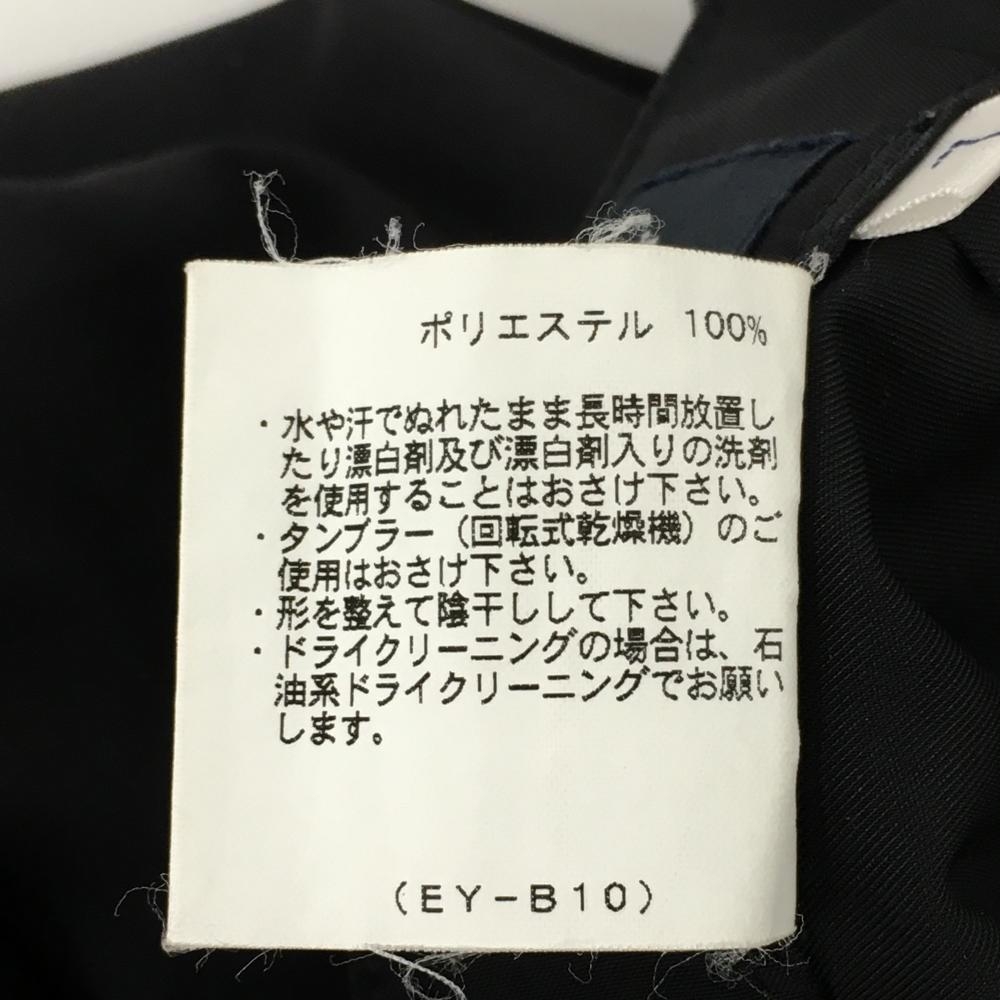 ポリエステル 100%
・水や汗でぬれたまま長時間放置し
たり漂白剤及び漂白剤入りの洗剤
を使用することはおさけ下さい。
・タンブラー（回転式乾燥機）のご
使用はおさけ下さい。
・形を整えて陰干しして下さい。
・ドライクリーニングの場合は、石
油系ドライクリーニングでお願い
します。
（EY-B10）